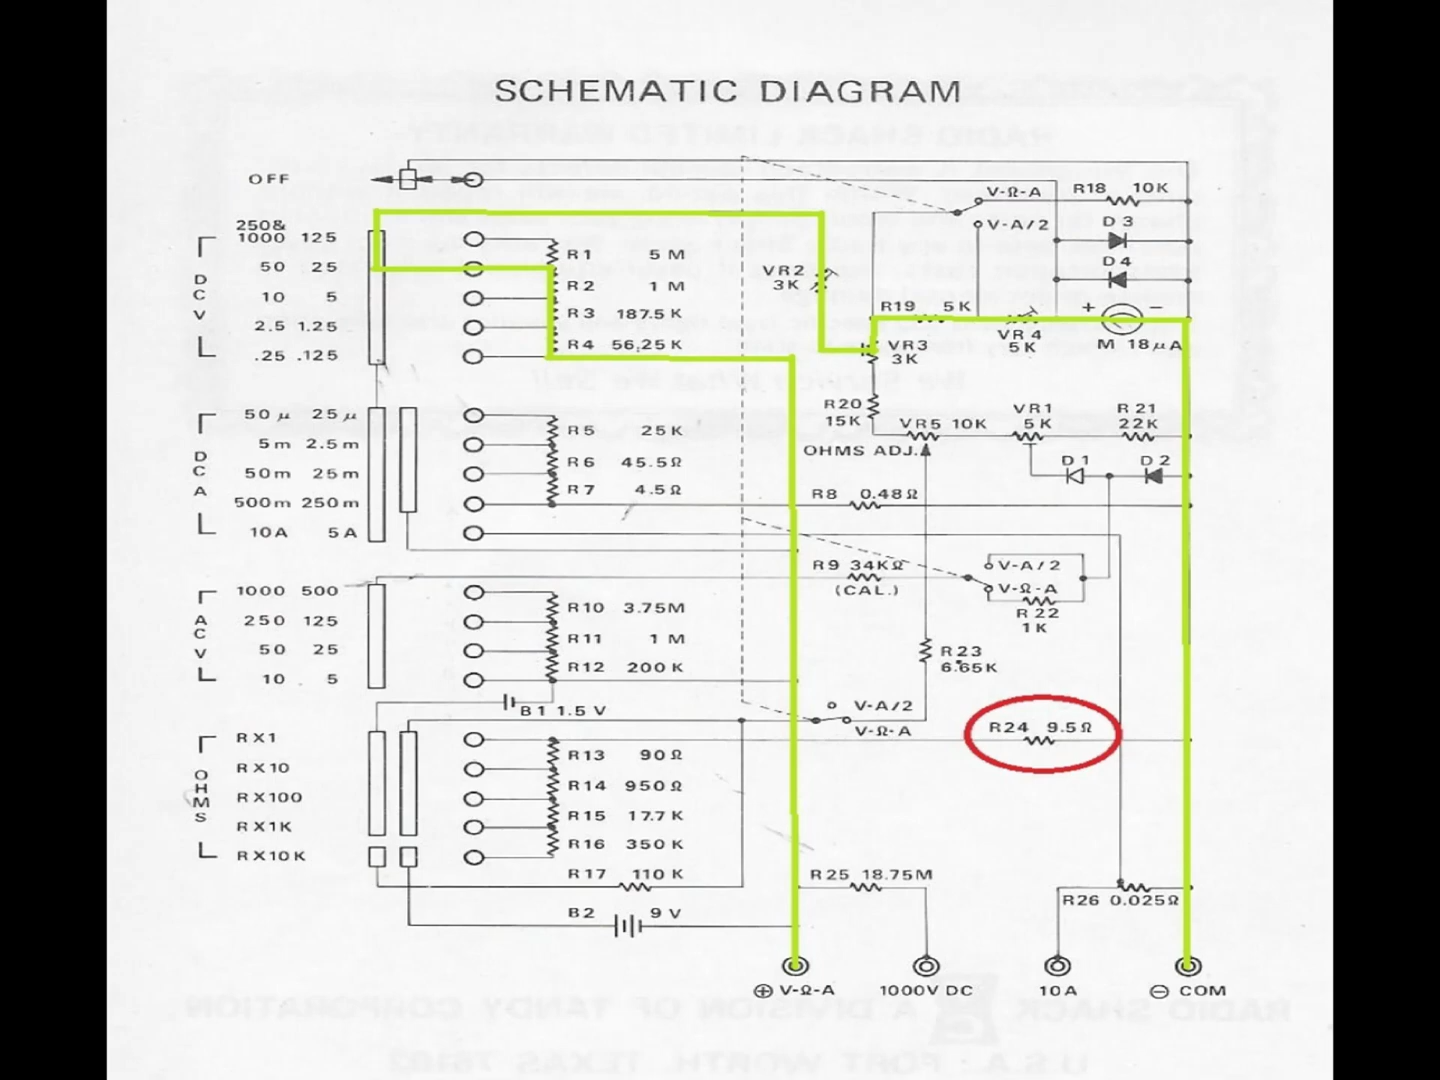 SCHEMATIC DIAGRAM
OFF
250&
1000 125
50 25
10 5
2.5 1.25
.25 .125
DCV
R1 5 M
R2 1 M
R3 187.5 K
R4 56.25 K
VR2
3K
V-Ω-A
V-A/2
R18 10K
D3
D4
R19 5K
VR3
3K
VR4
5K
+ −
M 18μA
50μ 25μ
5m 2.5m
50m 25m
500m 250m
10A 5A
DCA
R5 25K
R6 45.5Ω
R7 4.5Ω
R20
15K
VR5 10K
OHMS ADJ.
VR1
5K
R21
22K
D1
D2
R8 0.48Ω
R9 34KΩ
(CAL.)
V-A/2
V-Ω-A
R22
1K
1000 500
250 125
50 25
10 5
ACV
R10 3.75M
R11 1 M
R12 200 K
B1 1.5 V
R23
6.65K
V-A/2
V-Ω-A
R24 9.5Ω
RX1
RX10
RX100
RX1K
RX10K
OHMS
R13 90Ω
R14 950Ω
R15 17.7 K
R16 350 K
R17 110 K
B2 9 V
R25 18.75M
R26 0.025Ω
⊕ V-Ω-A
1000V DC
10A
⊖ COM